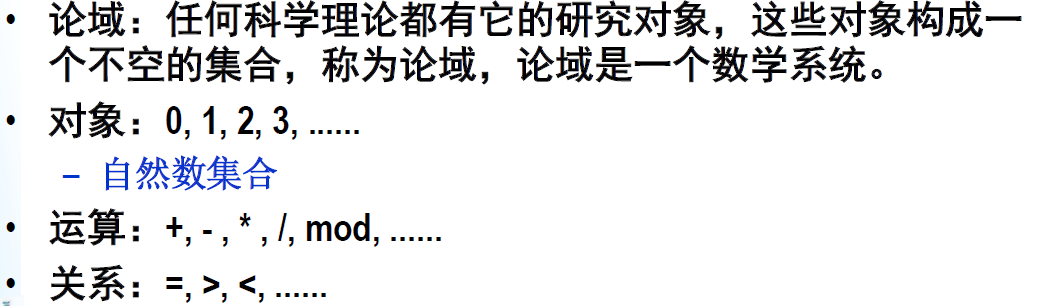 • 论域：任何科学理论都有它的研究对象，这些对象构成一
个不空的集合，称为论域，论域是一个数学系统。
• 对象：0, 1, 2, 3, ......
– 自然数集合
• 运算：+, - , * , /, mod, ......
• 关系：=, >, <, ......